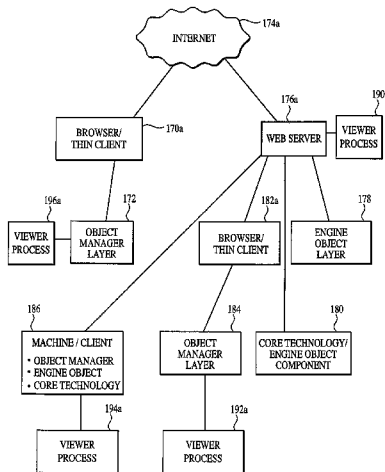 174a
INTERNET
190
176a
VIEWER
PROCESS
WEB SERVER
BROWSER/
THIN CLIENT
170a
196a
172
182a
178
VIEWER
PROCESS
OBJECT
MANAGER
LAYER
BROWSER/
THIN CLIENT
ENGINE
OBJECT
LAYER
186
184
180
MACHINE / CLIENT
• OBJECT MANAGER
• ENGINE OBJECT
• CORE TECHNOLOGY
OBJECT
MANAGER
LAYER
CORE TECHNOLOGY/
ENGINE OBJECT
COMPONENT
194a
192a
VIEWER
PROCESS
VIEWER
PROCESS